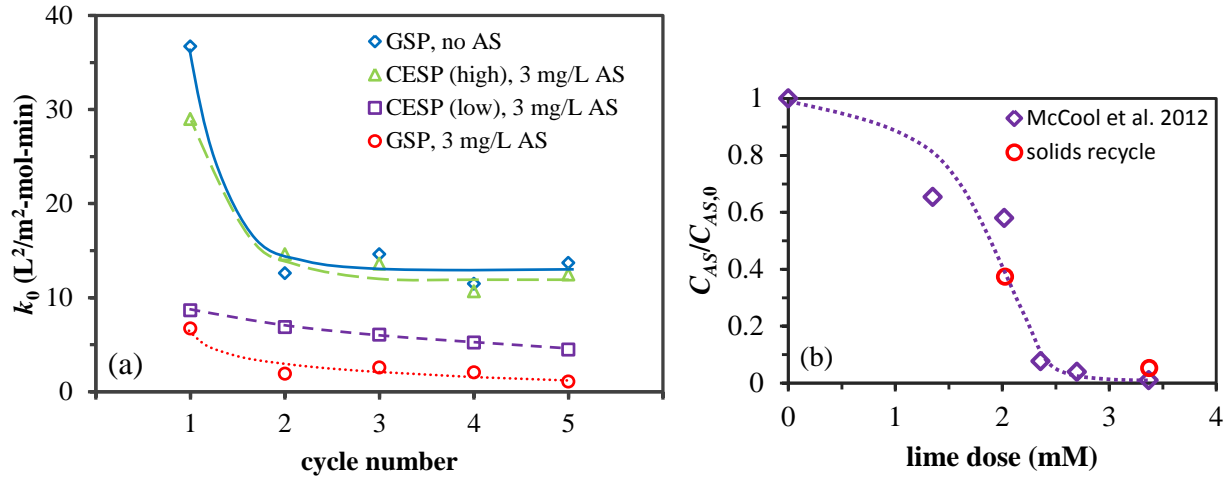 40
30
20
10
0
k₀ (L²/m²-mol-min)
GSP, no AS
CESP (high), 3 mg/L AS
CESP (low), 3 mg/L AS
GSP, 3 mg/L AS
(a)
1 2 3 4 5
cycle number
1
0.8
0.6
0.4
0.2
0
C_AS/C_AS,0
McCool et al. 2012
solids recycle
(b)
0 1 2 3 4
lime dose (mM)